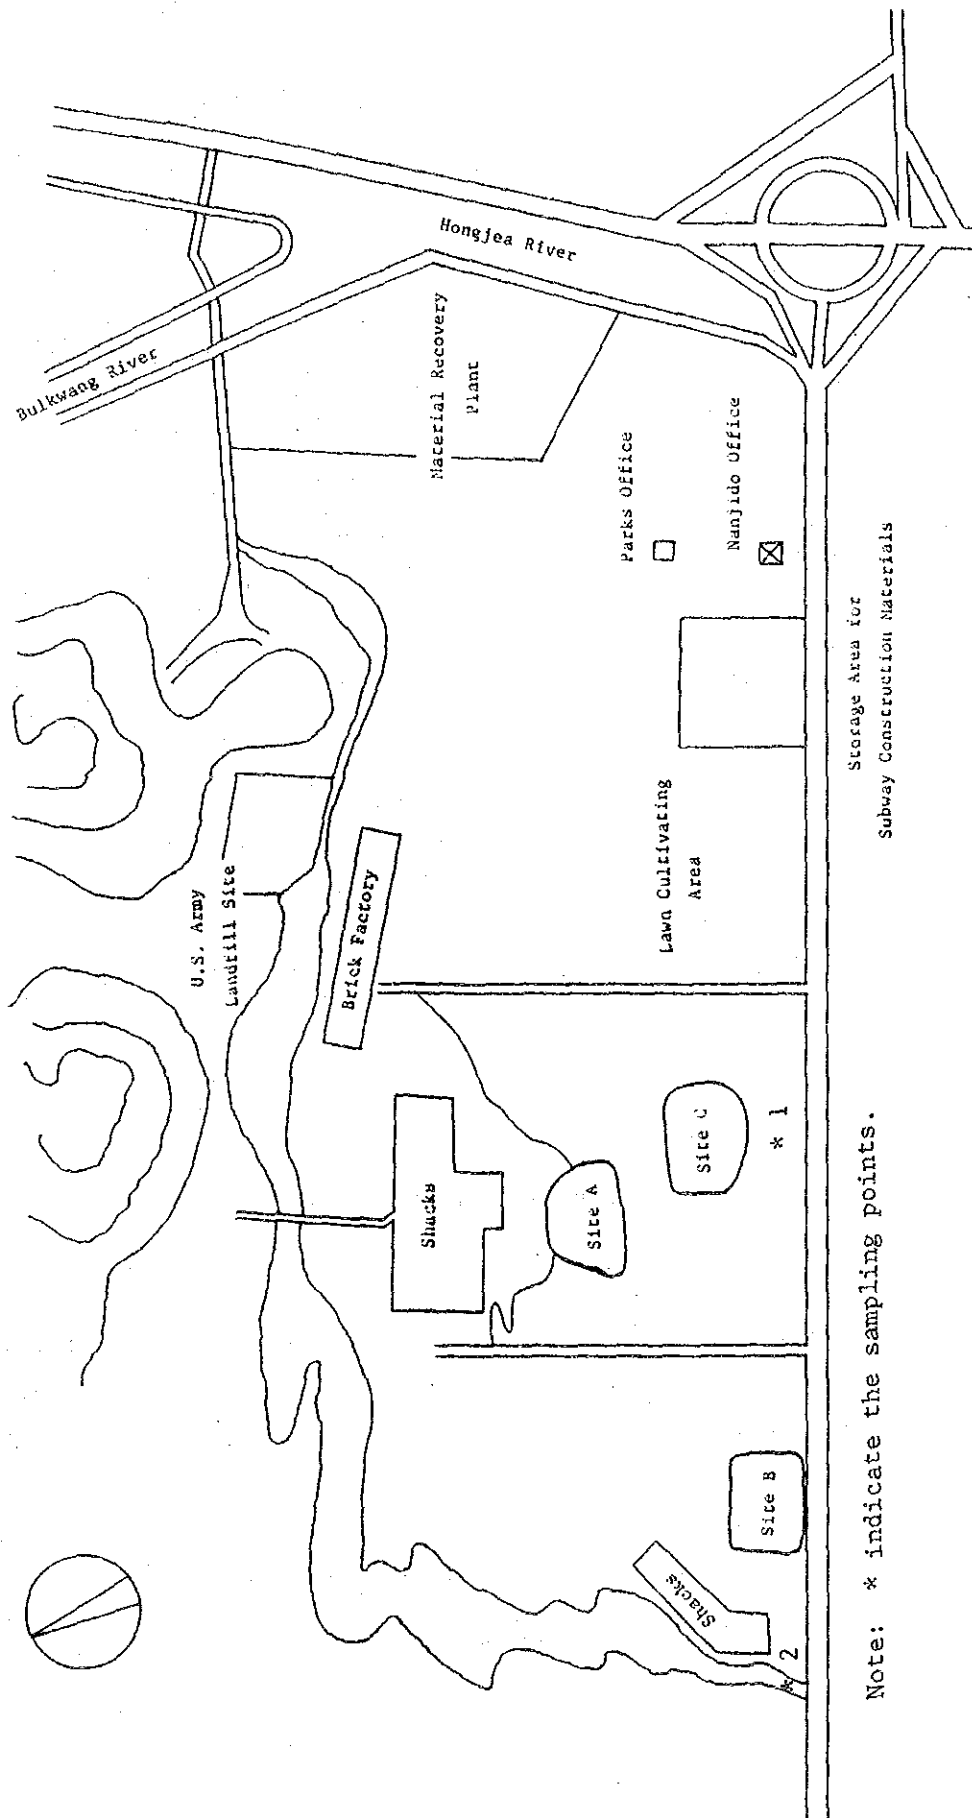 Bulkwang River
U.S. Army
Landfill Site
Brick Factory
Shacks
Material Recovery
Plant
Hongjea River
Site A
Parks Office
Shacks
Lawn Cultivating
Area
Site C
Nanjido Office
Site B
* 1
* 2
Storage Area for
Subway Construction Materials
Note: * indicate the sampling points.